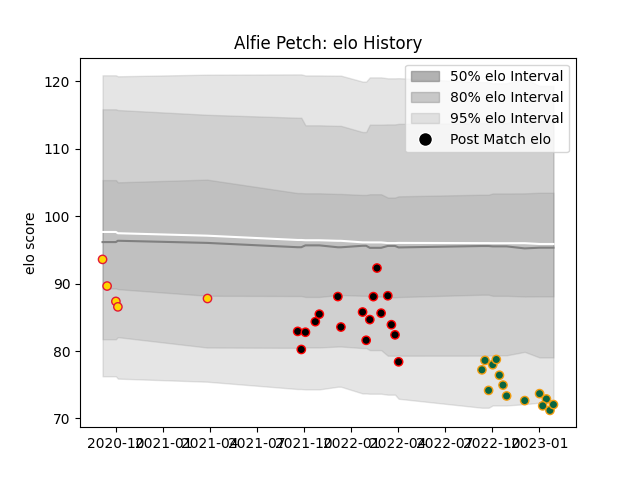 Alfie Petch: elo History
50% elo Interval
80% elo Interval
95% elo Interval
Post Match elo
elo score
120
110
100
90
80
70
2020-10 2021-01 2021-04 2021-07 2021-10 2022-01 2022-04 2022-07 2022-10 2023-01